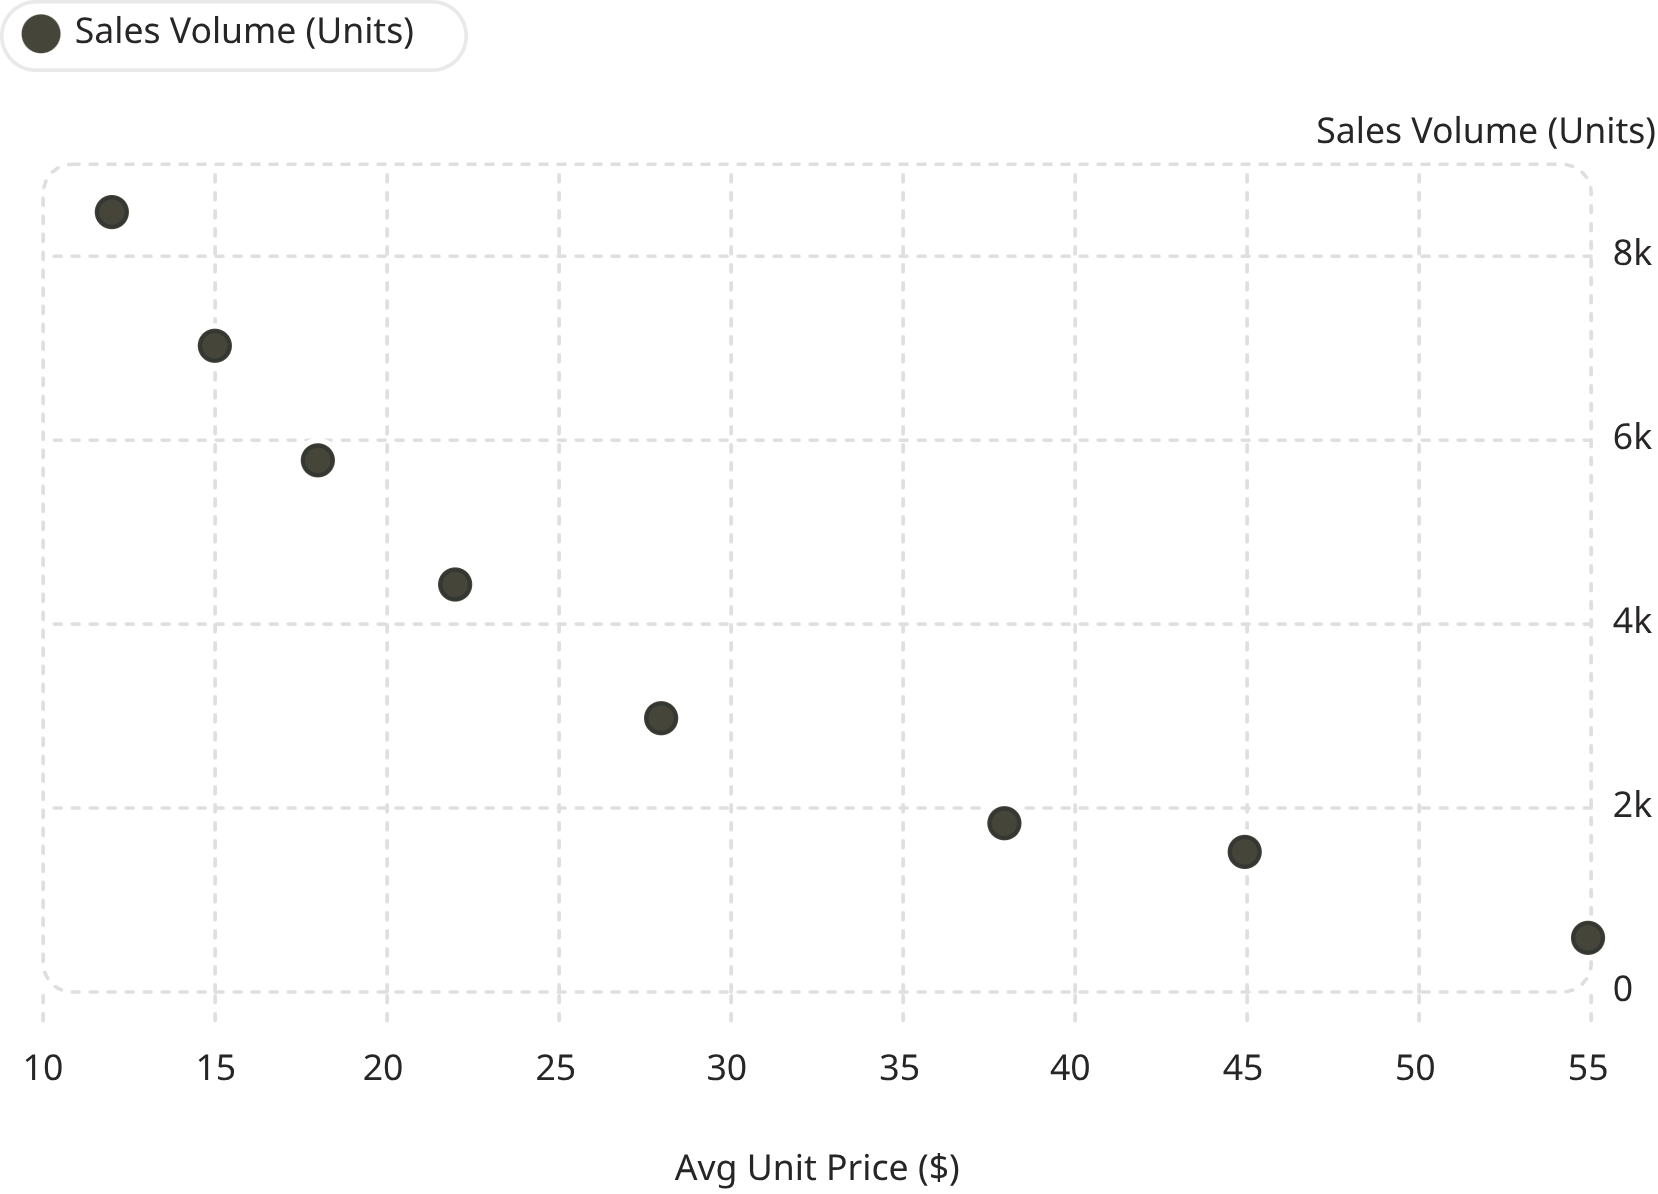 Sales Volume (Units)
Sales Volume (Units)
8k
6k
4k
2k
0
10 15 20 25 30 35 40 45 50 55
Avg Unit Price ($)